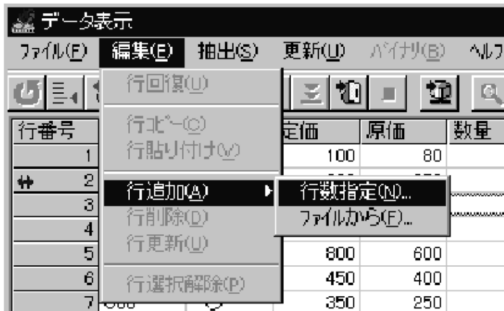 データ表示
ファイル(F) 編集(E) 抽出(S) 更新(U) バイナリ(B) ヘルプ
行回復(U)
行コピー(C)
行貼り付け(V)
行追加(A)
行削除(D)
行更新(U)
行選択解除(P)
行数指定(N)...
ファイルから(F)...
行番号 定価 原価 数量
1 100 80
2
3
4
5 800 600
6 450 400
7 350 250